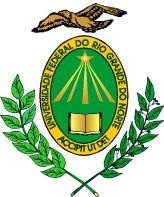 UNIVERSIDADE FEDERAL DO RIO GRANDE DO NORTE
ACCIPIT UT DET